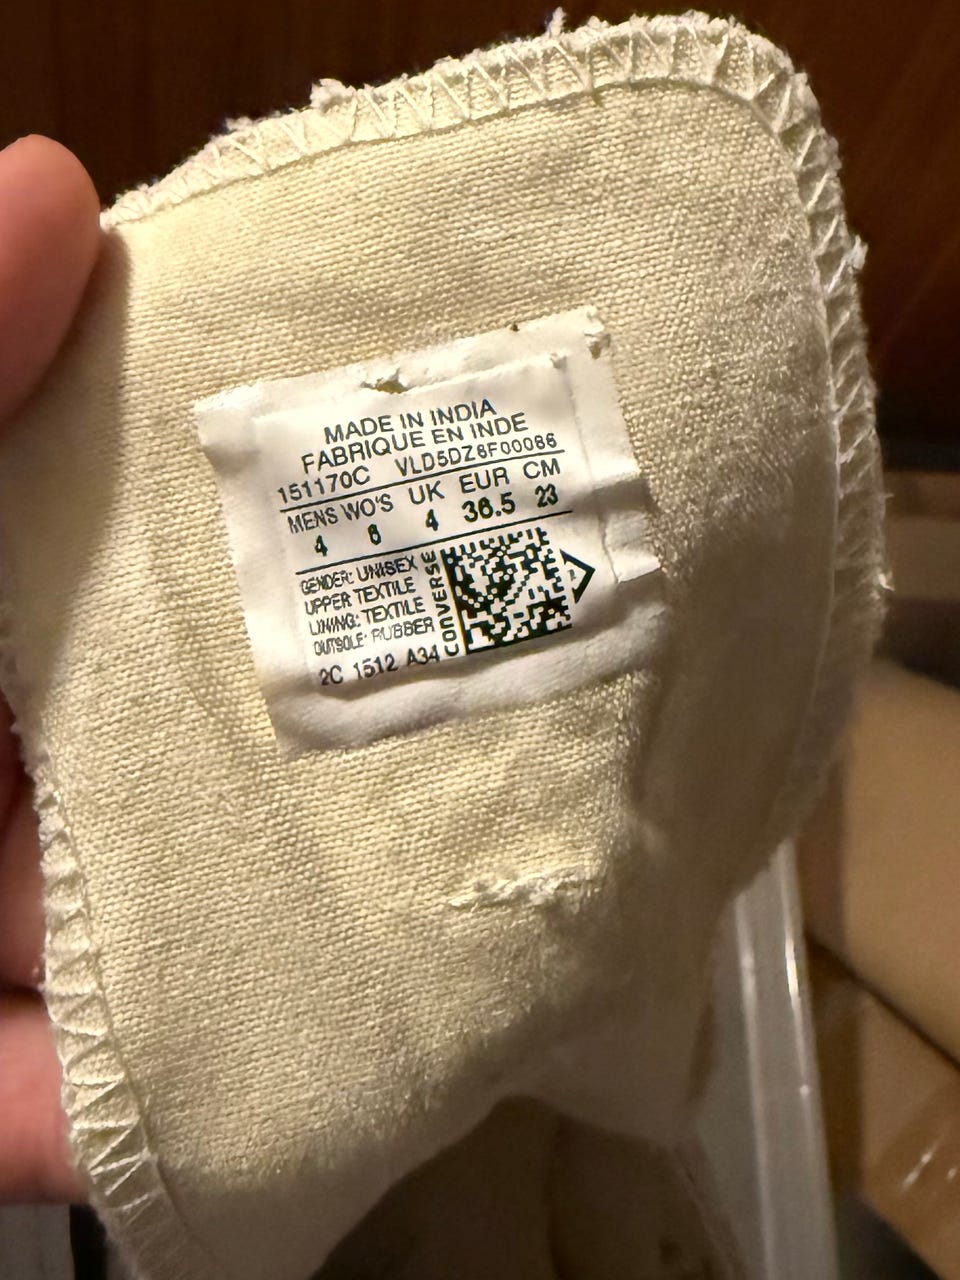 MADE IN INDIA
FABRIQUE EN INDE
151170C VLD5DZ6F00086
MENS WO'S UK EUR CM
4 6 4 36.5 23
GENDER: UNISEX
UPPER TEXTILE
LINING: TEXTILE
OUTSOLE: RUBBER
CONVERSE
2C 1512 A34